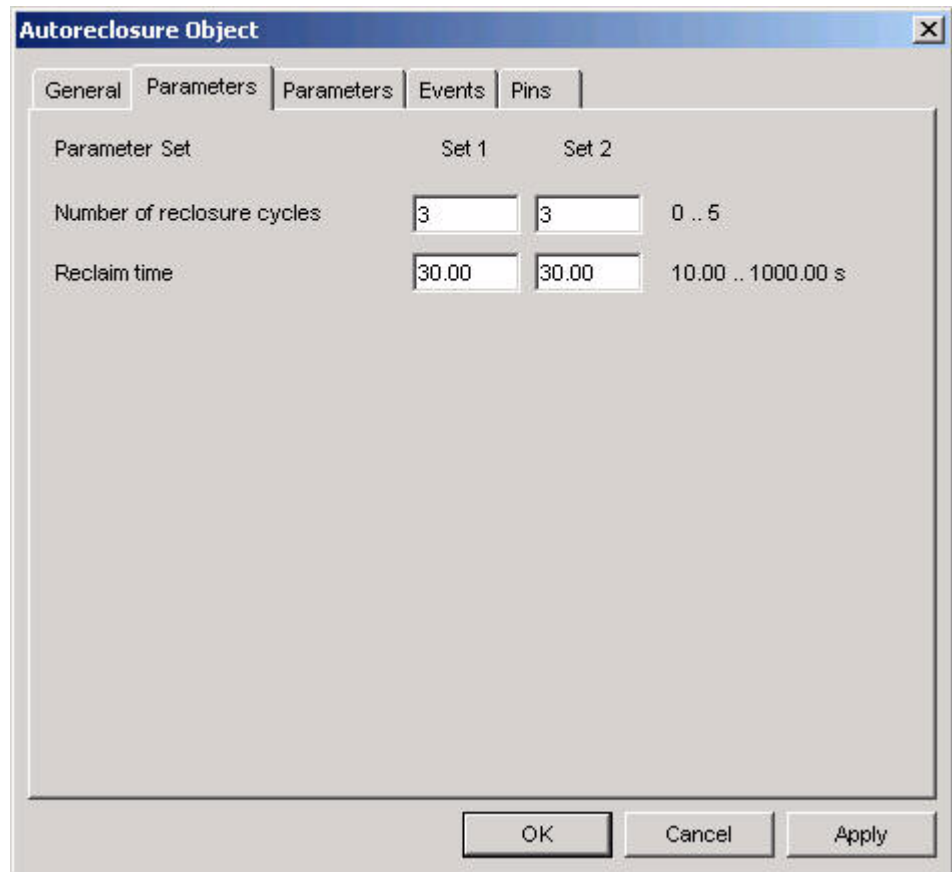 Autoreclosure Object
General Parameters Parameters Events Pins
Parameter Set Set 1 Set 2
Number of reclosure cycles 3 3 0 .. 5
Reclaim time 30.00 30.00 10.00 .. 1000.00 s
OK Cancel Apply